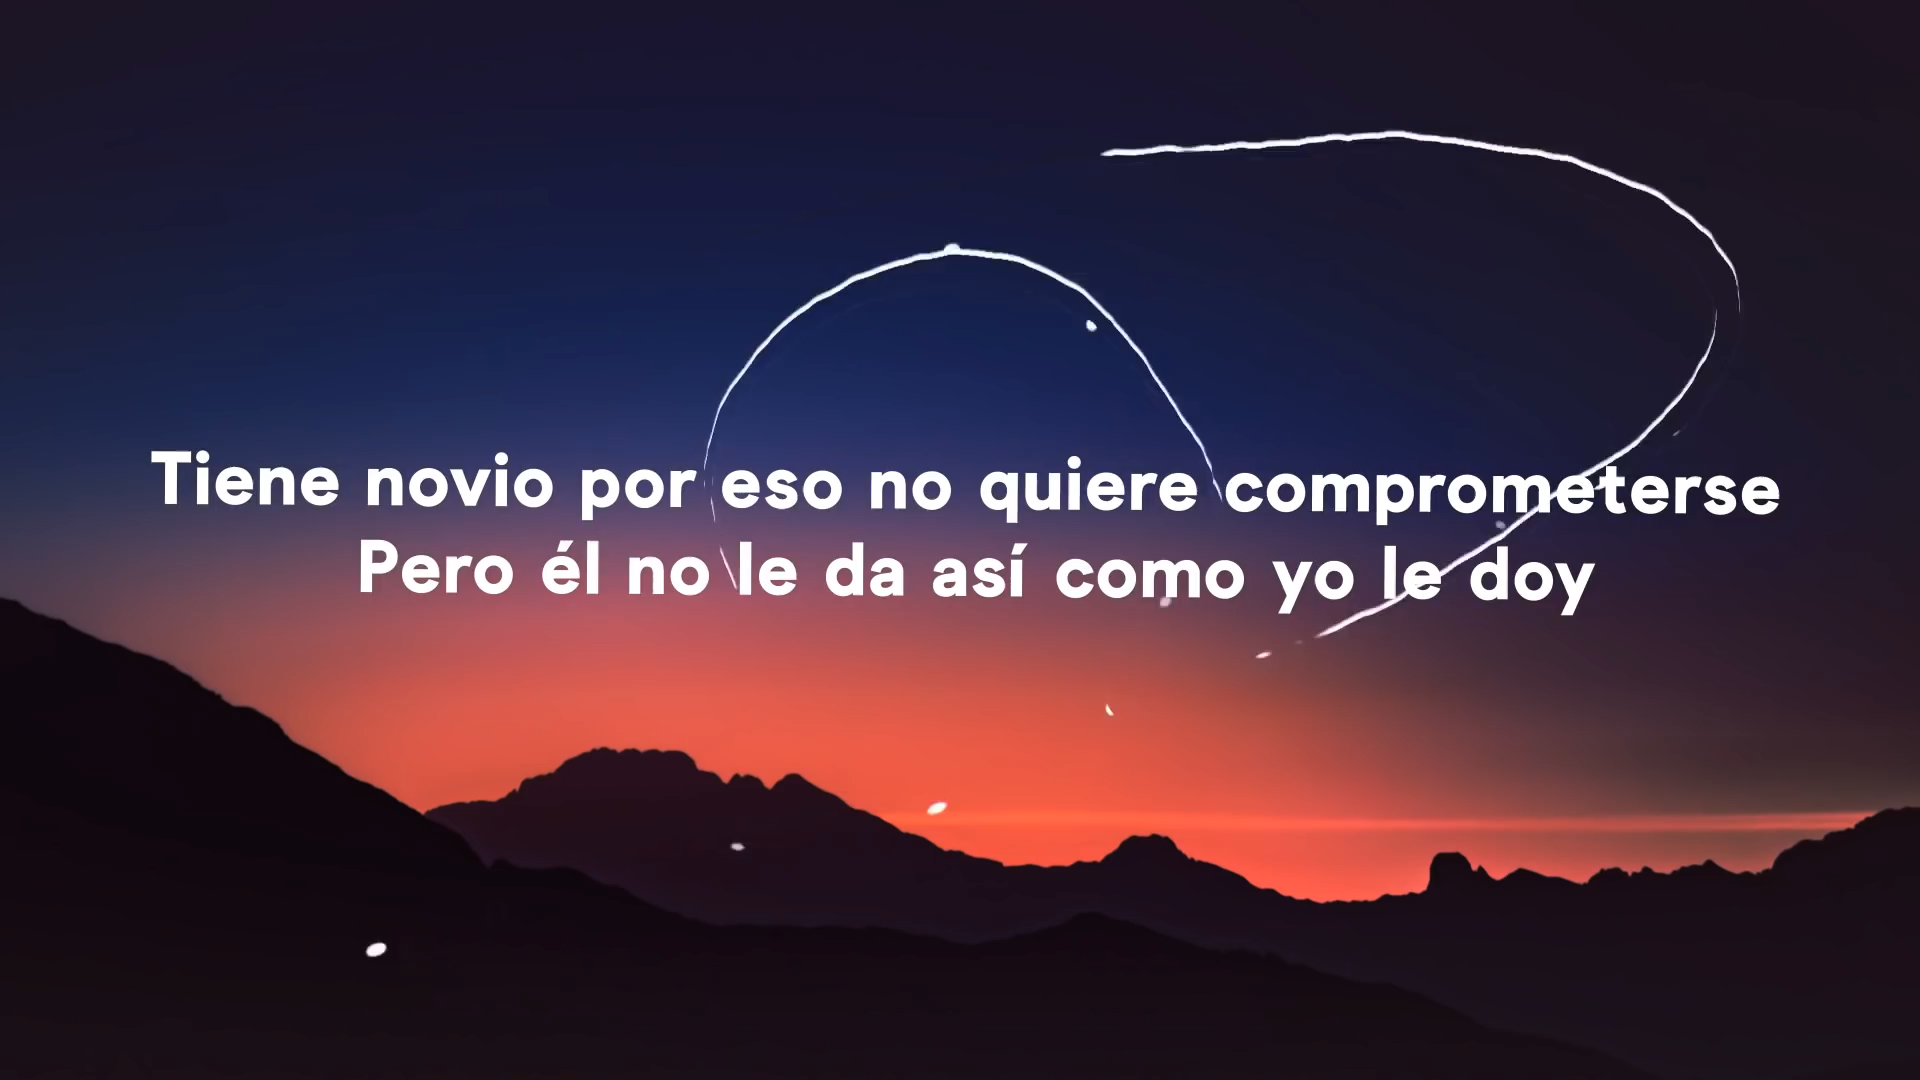 Tiene novio por eso no quiere comprometerse
Pero él no le da así como yo le doy